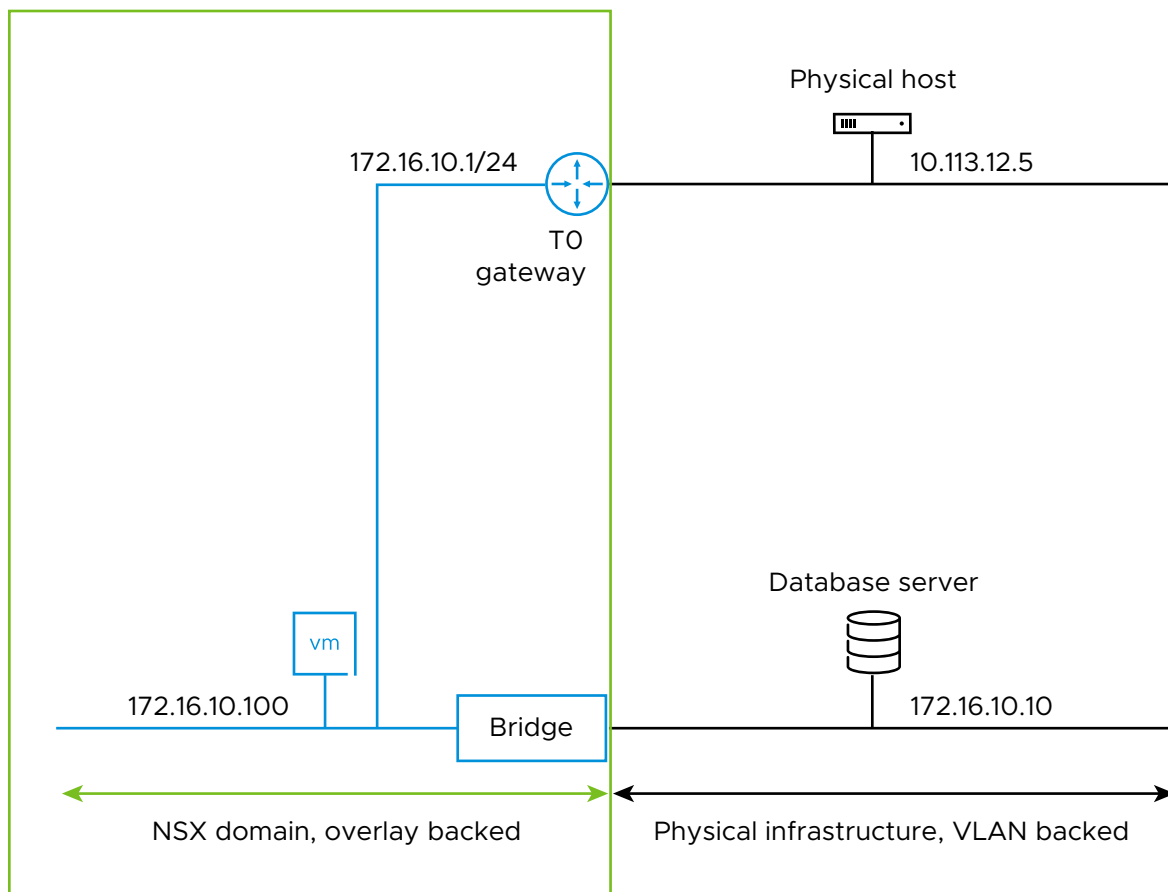 Physical host
172.16.10.1/24
10.113.12.5
T0
gateway
Database server
vm
172.16.10.100
Bridge
172.16.10.10
NSX domain, overlay backed
Physical infrastructure, VLAN backed